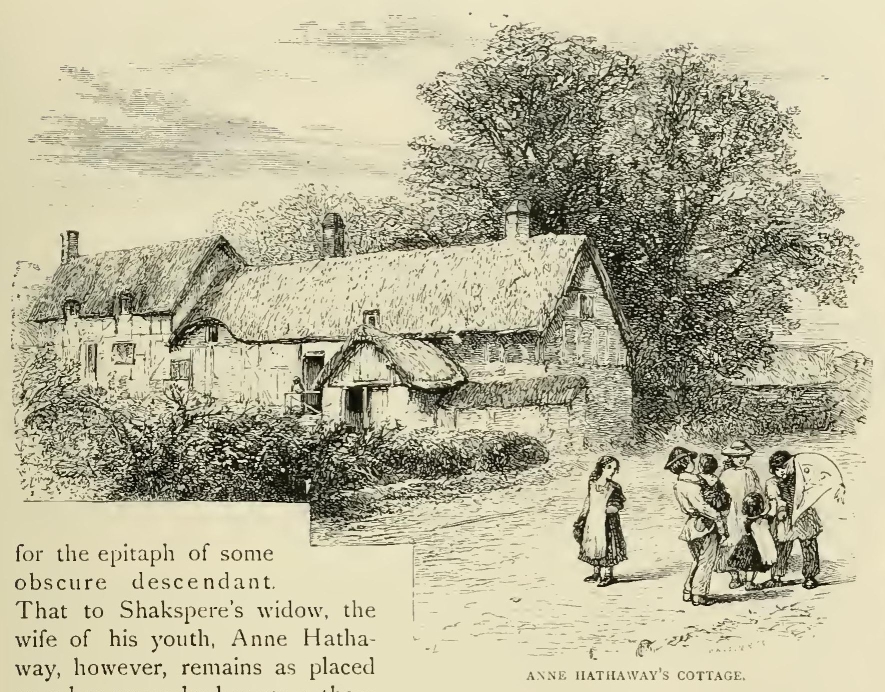 for the epitaph of some
obscure descendant.
That to Shakspere's widow, the
wife of his youth, Anne Hatha-
way, however, remains as placed
ANNE HATHAWAY'S COTTAGE.